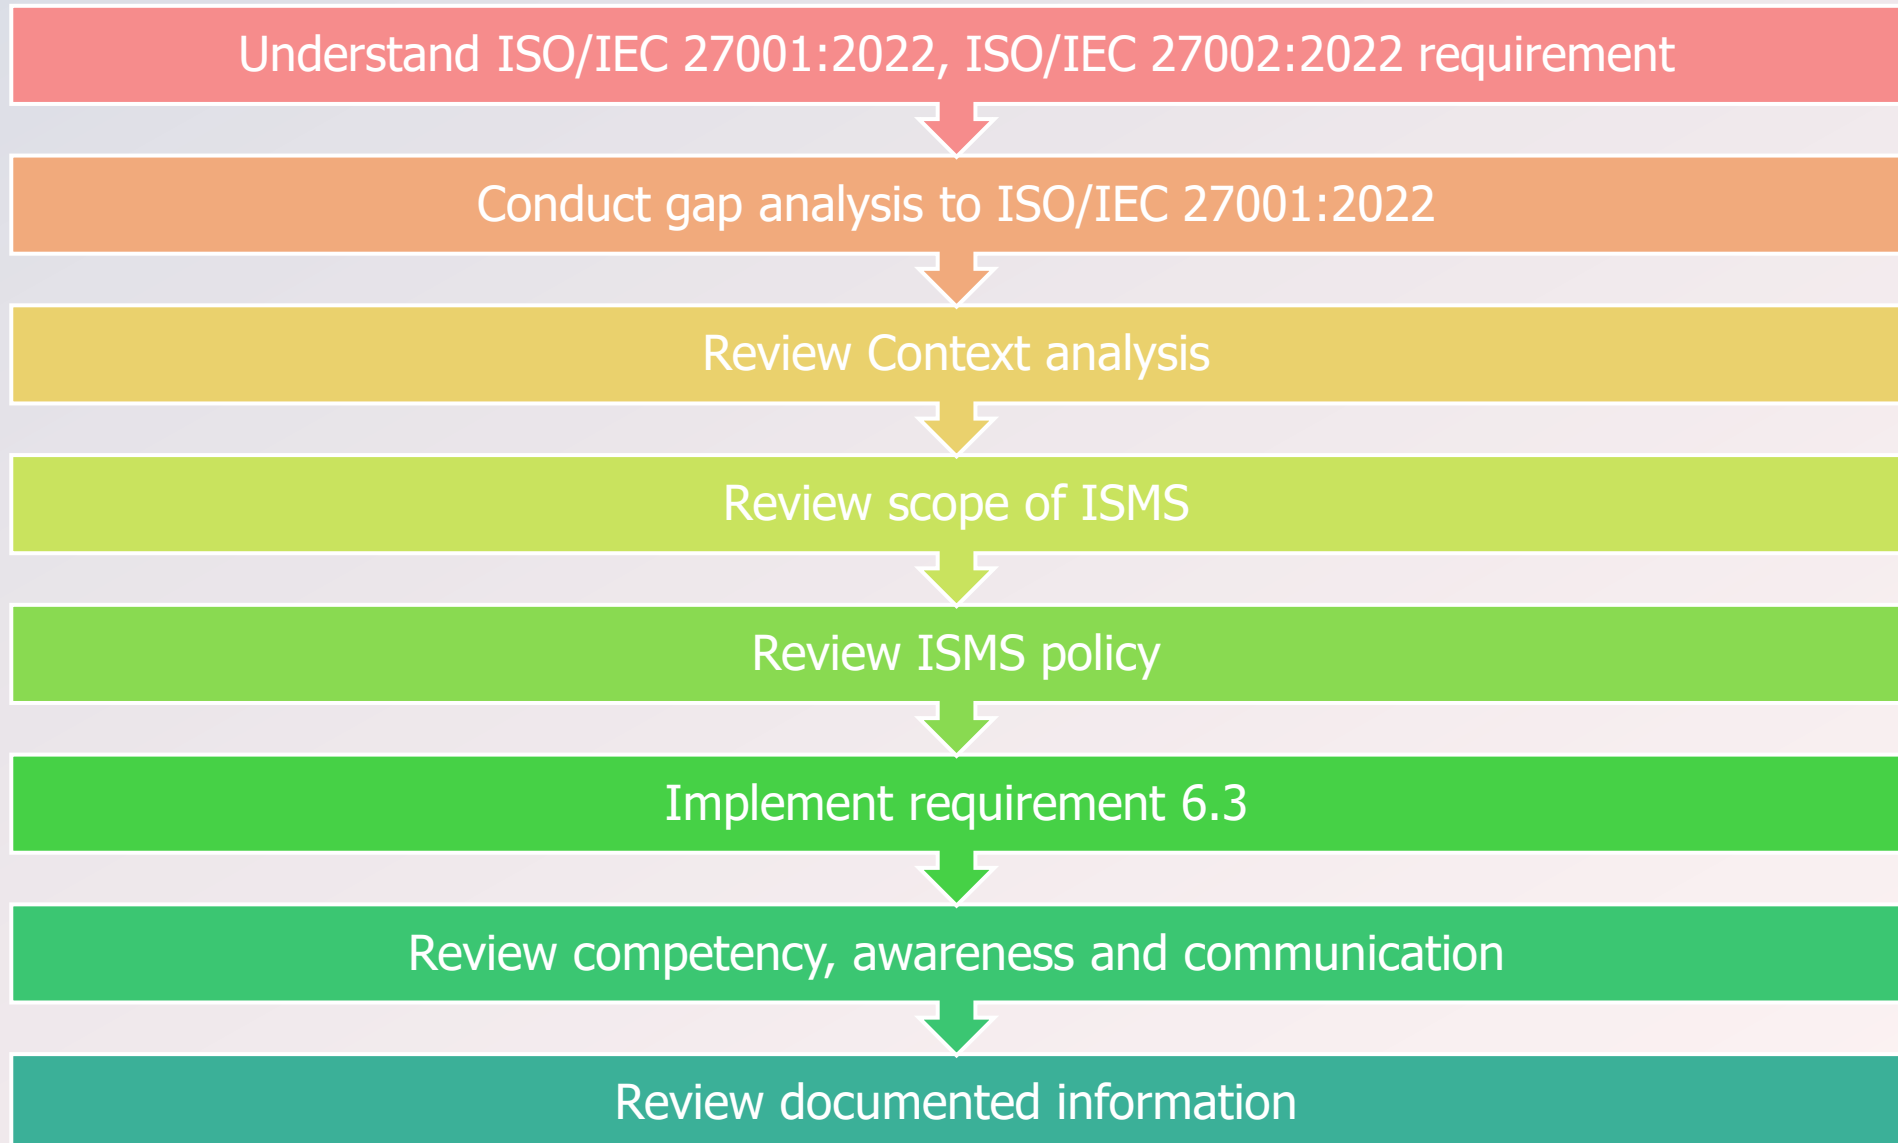 Understand ISO/IEC 27001:2022, ISO/IEC 27002:2022 requirement
Conduct gap analysis to ISO/IEC 27001:2022
Review Context analysis
Review scope of ISMS
Review ISMS policy
Implement requirement 6.3
Review competency, awareness and communication
Review documented information